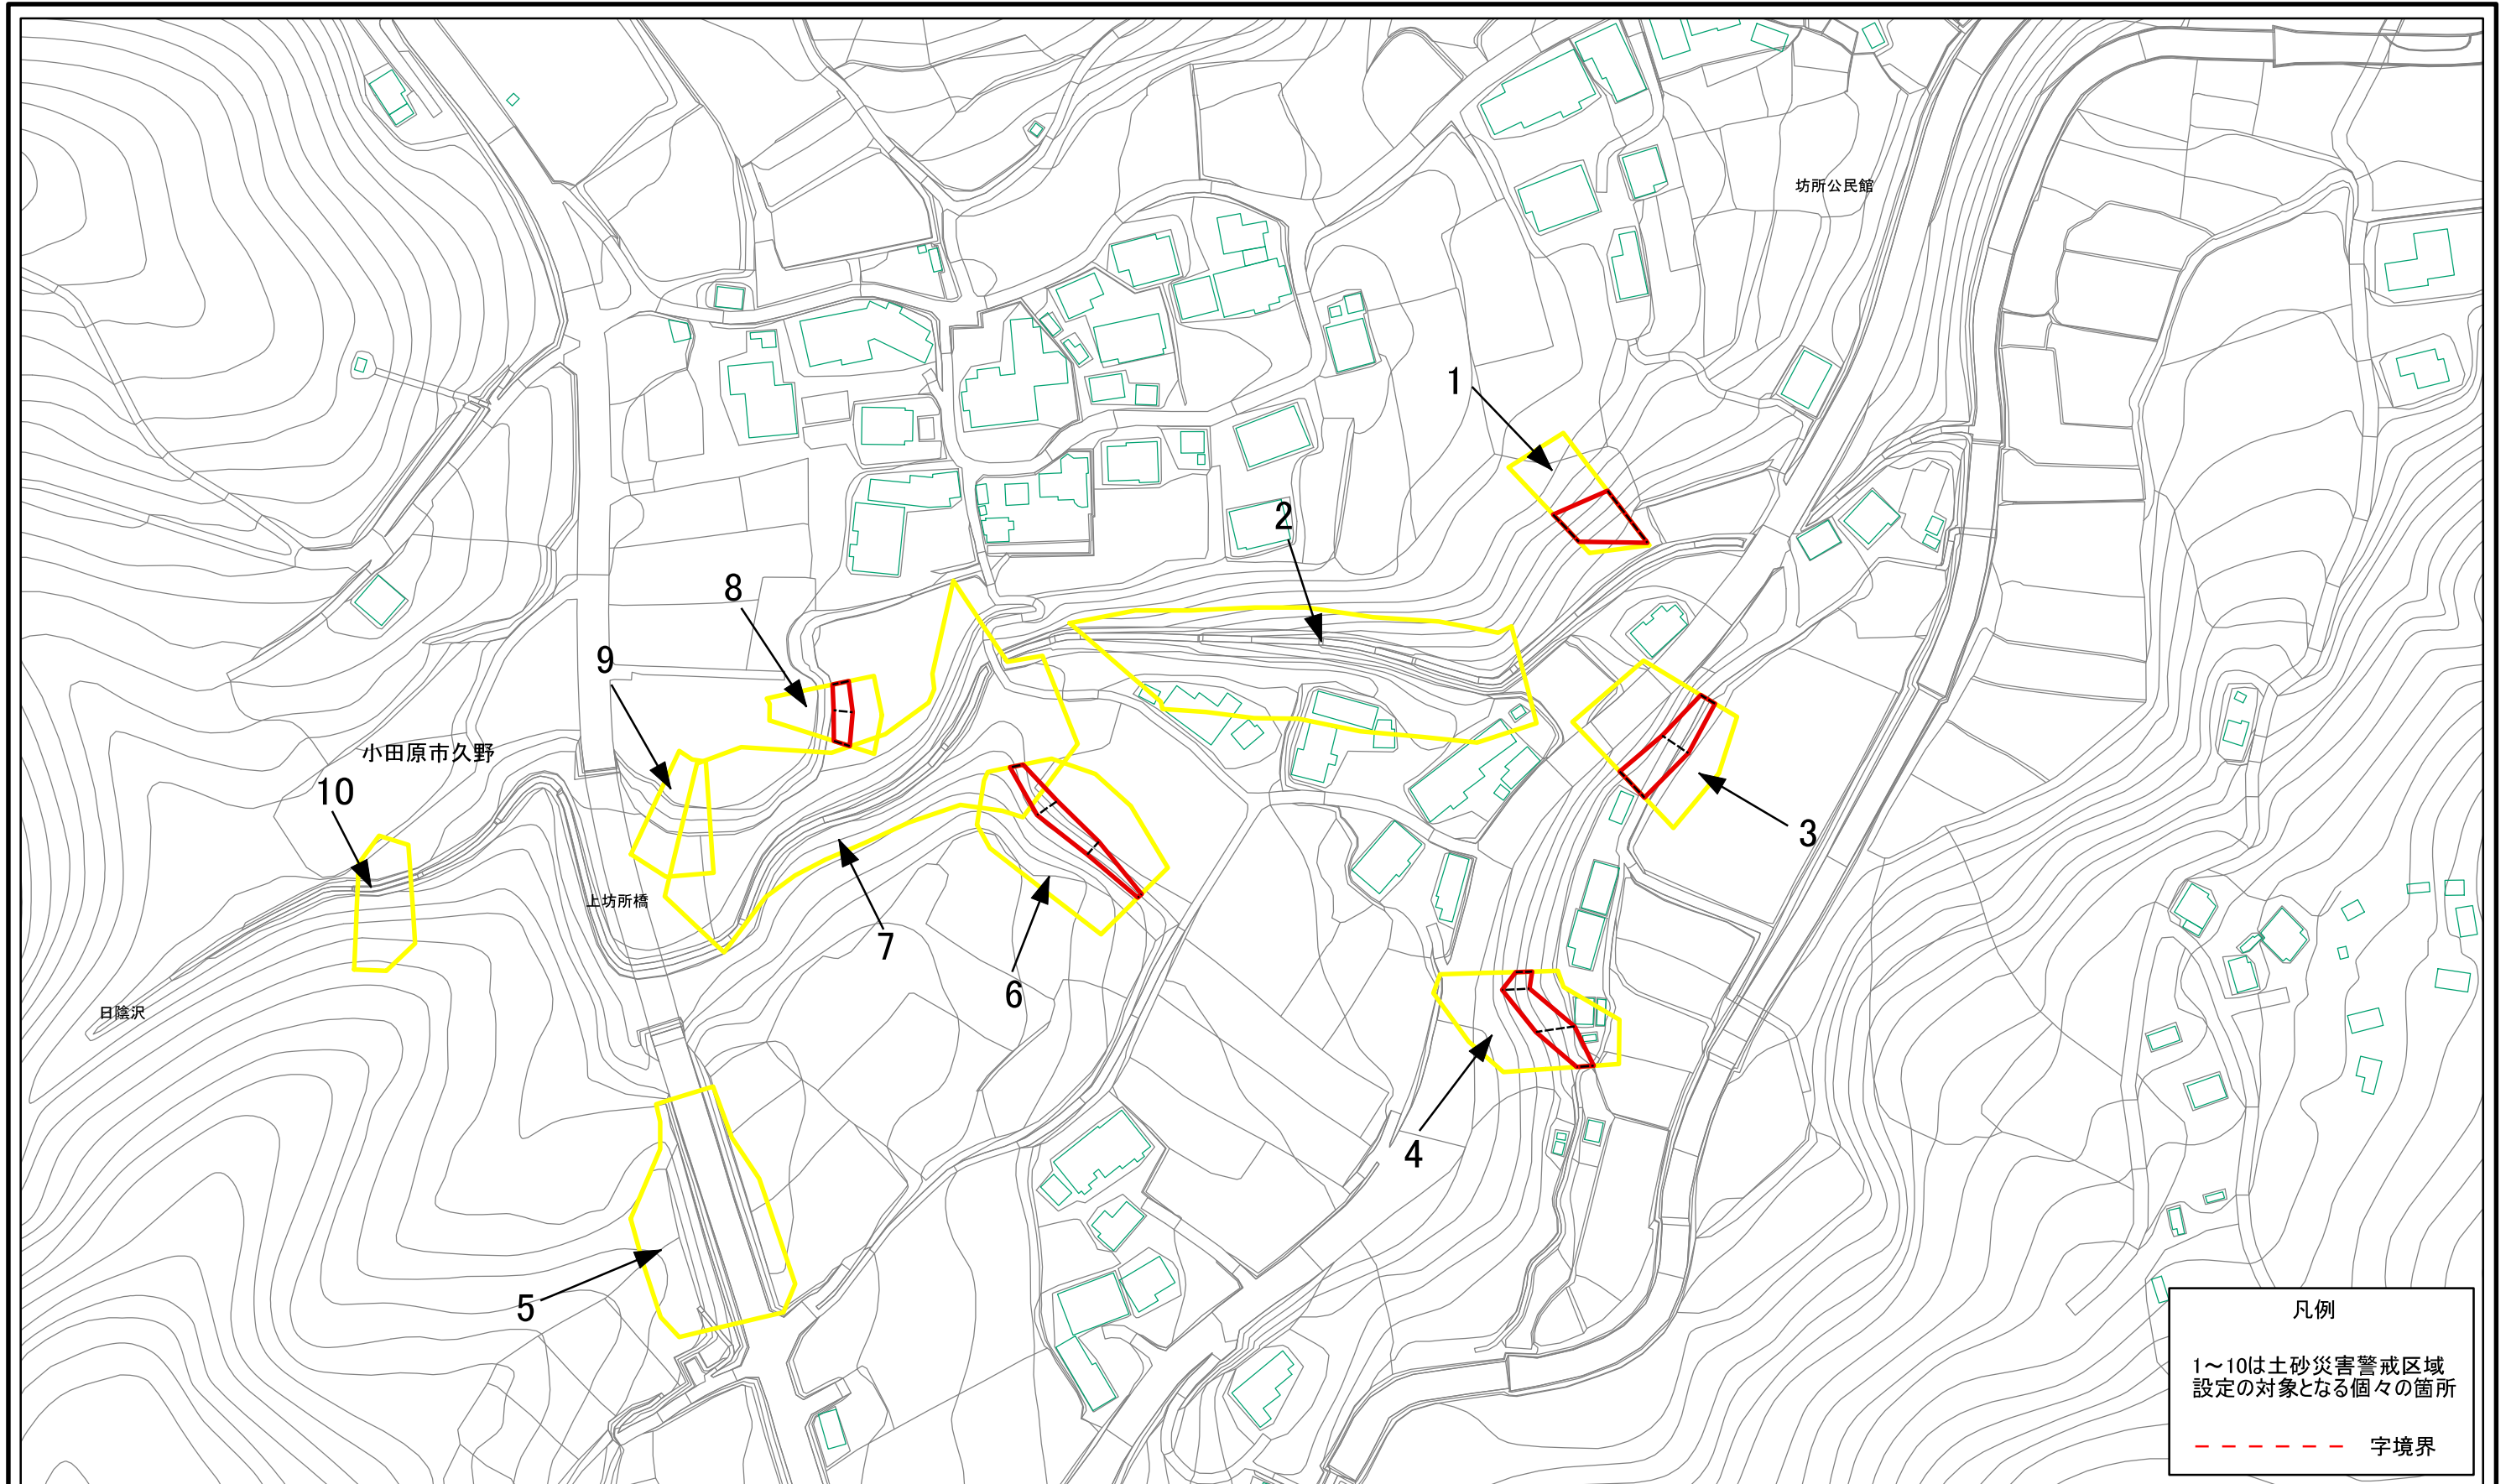 坊所公民館
1
2
8
9
小田原市久野
10
3
上坊所橋
7
6
日陰沢
4
5
凡例
1～10は土砂災害警戒区域
設定の対象となる個々の箇所
字境界